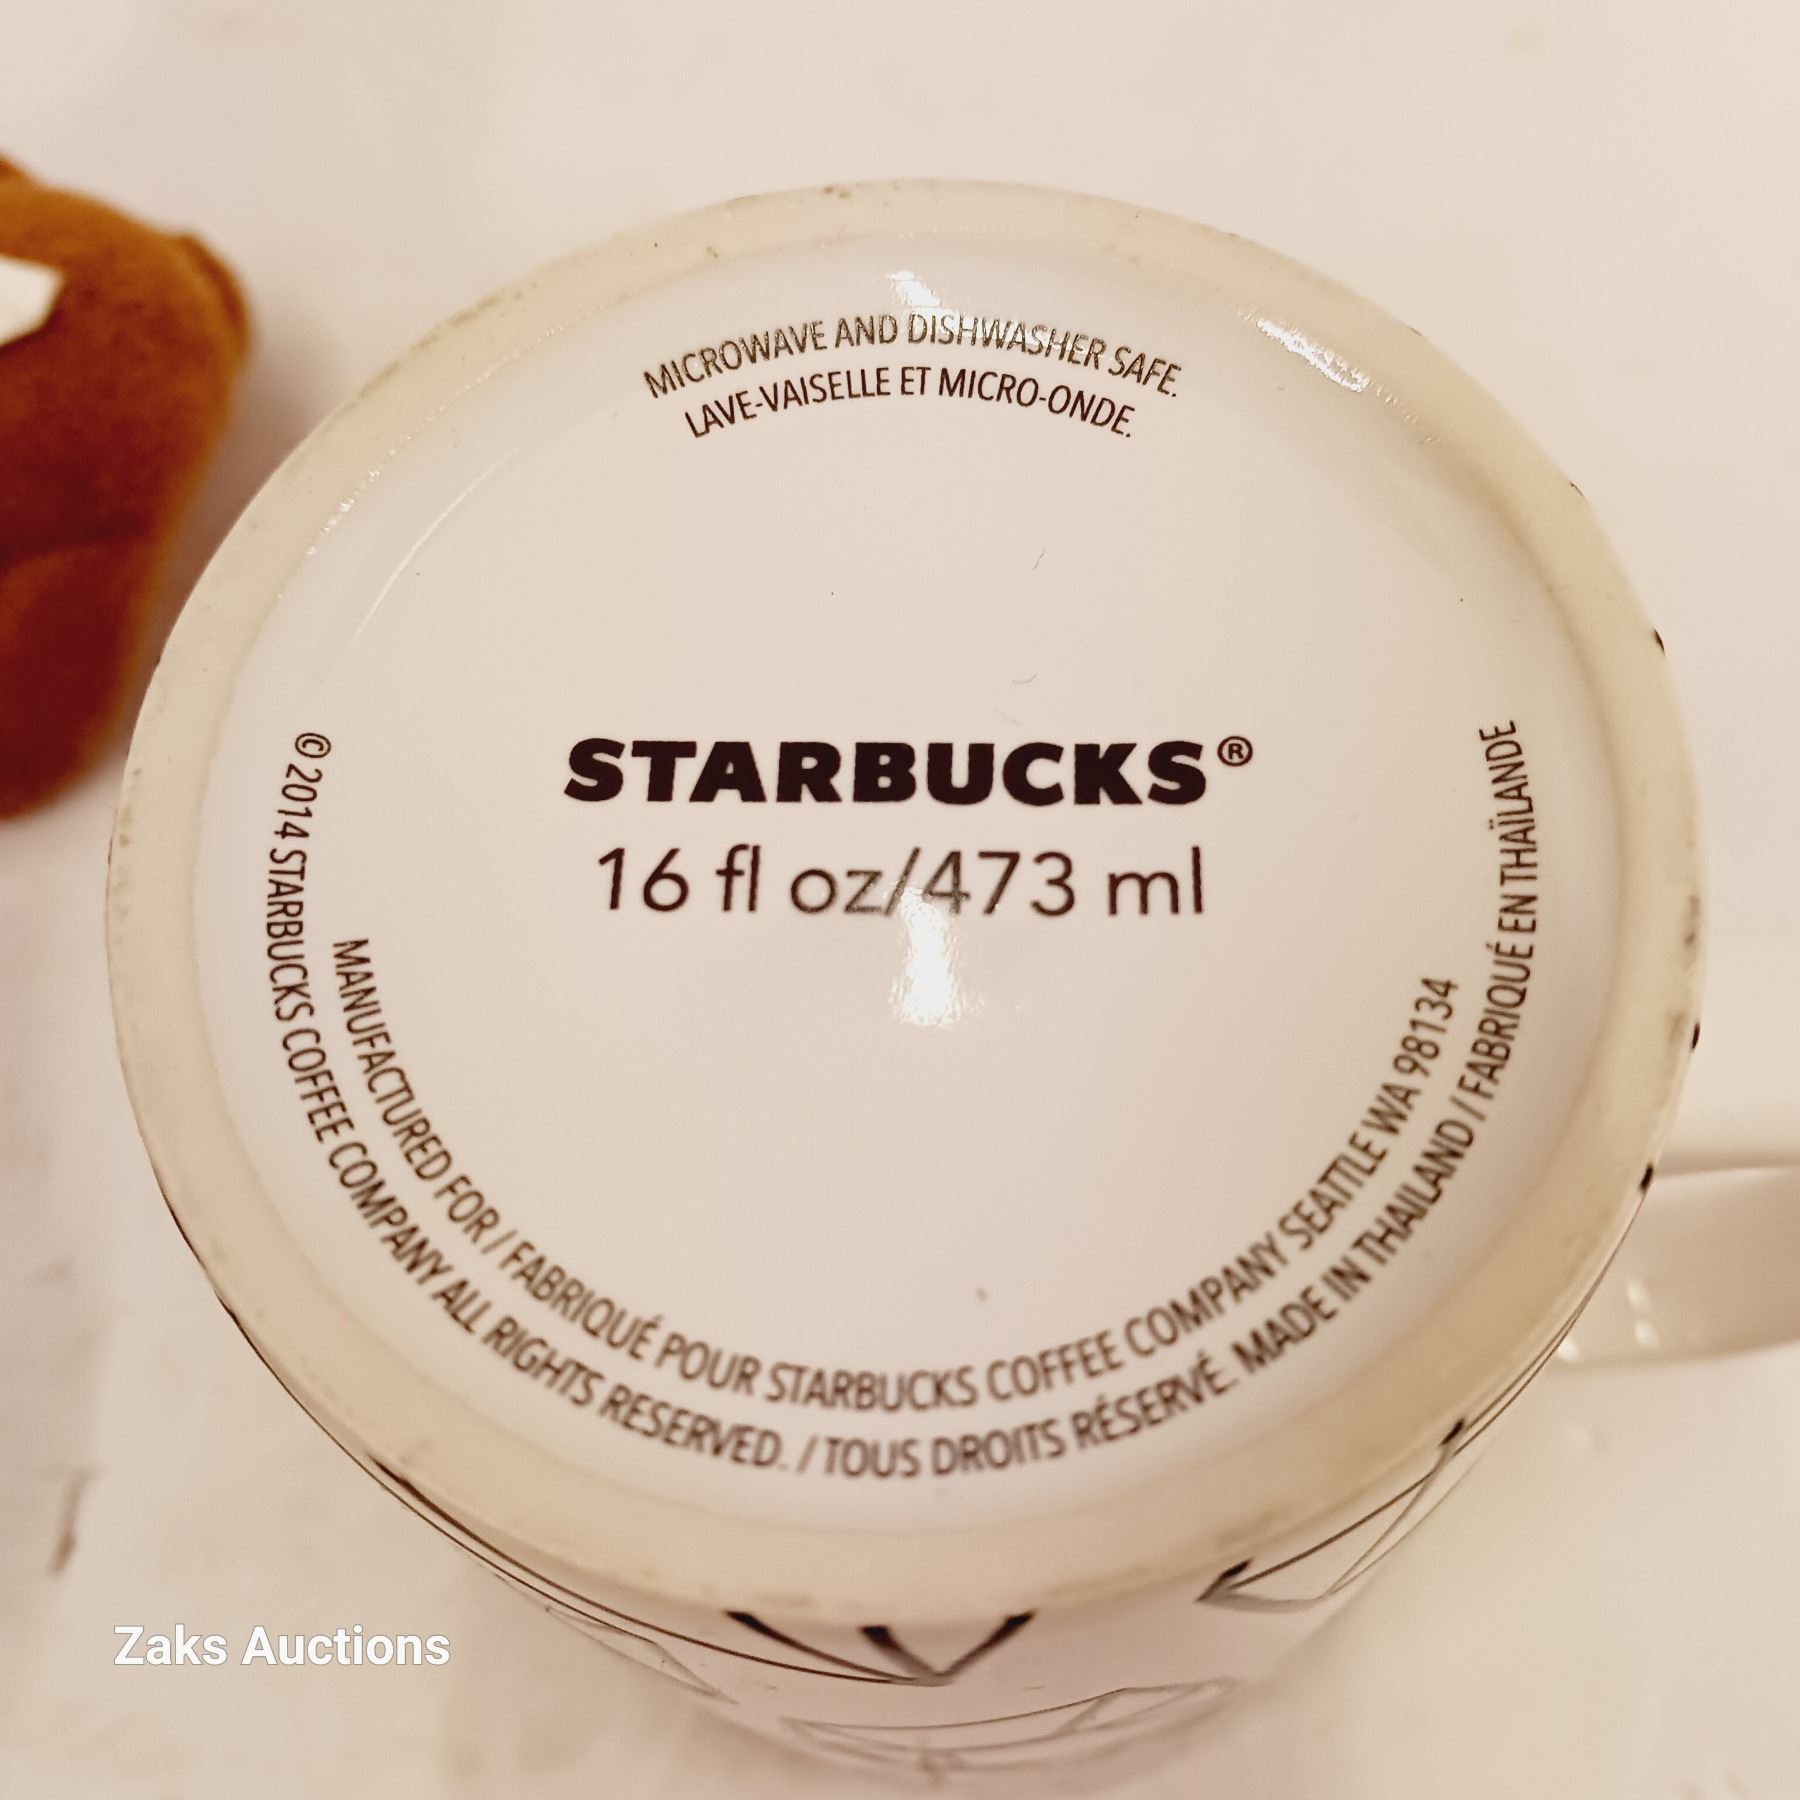 MICROWAVE AND DISHWASHER SAFE.
LAVE-VAISELLE ET MICRO-ONDE.
STARBUCKS®
16 fl oz/473 ml
MANUFACTURED FOR / FABRIQUÉ POUR STARBUCKS COFFEE COMPANY SEATTLE WA 98134
© 2014 STARBUCKS COFFEE COMPANY ALL RIGHTS RESERVED. / TOUS DROITS RÉSERVÉ. MADE IN THAILAND / FABRIQUÉ EN THAÏLANDE
Zaks Auctions